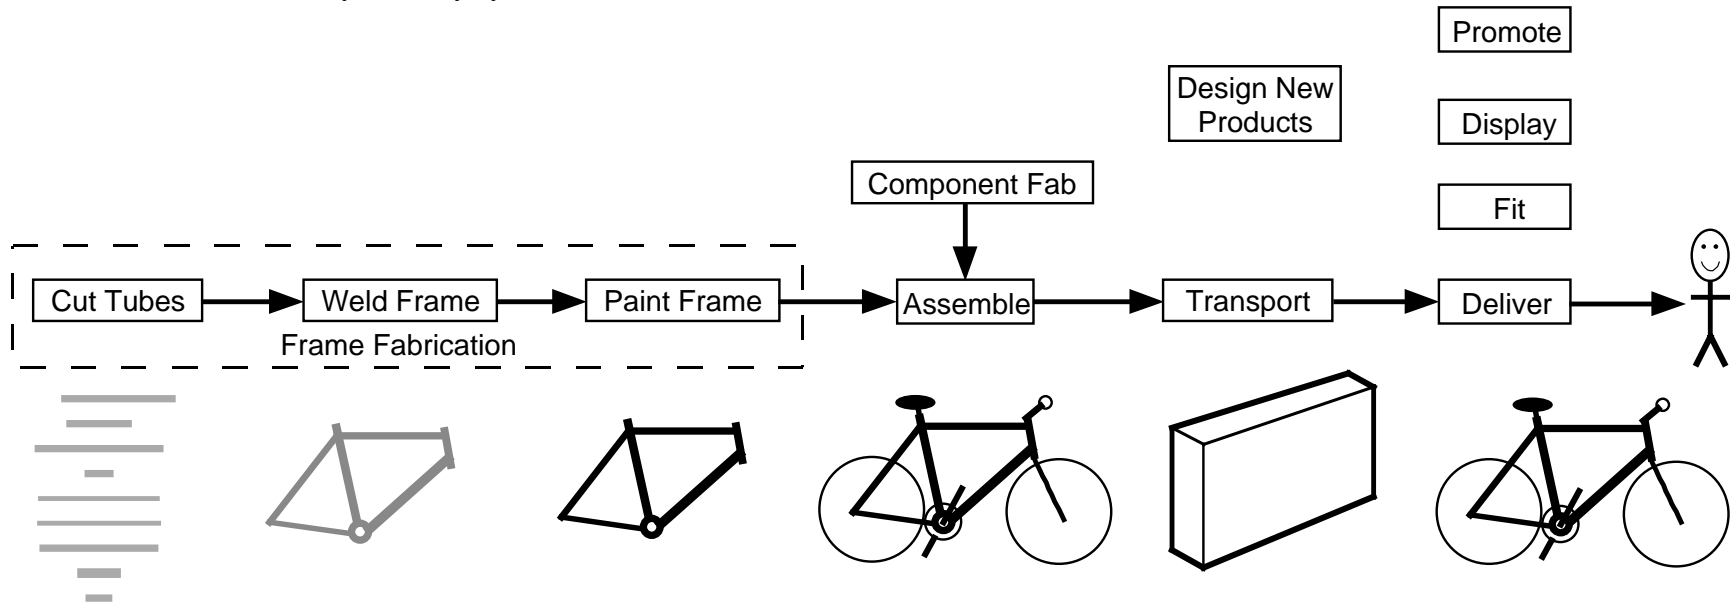 Promote
Design New
Products
Display
Component Fab
Fit
Cut Tubes
Weld Frame
Paint Frame
Assemble
Transport
Deliver
Frame Fabrication